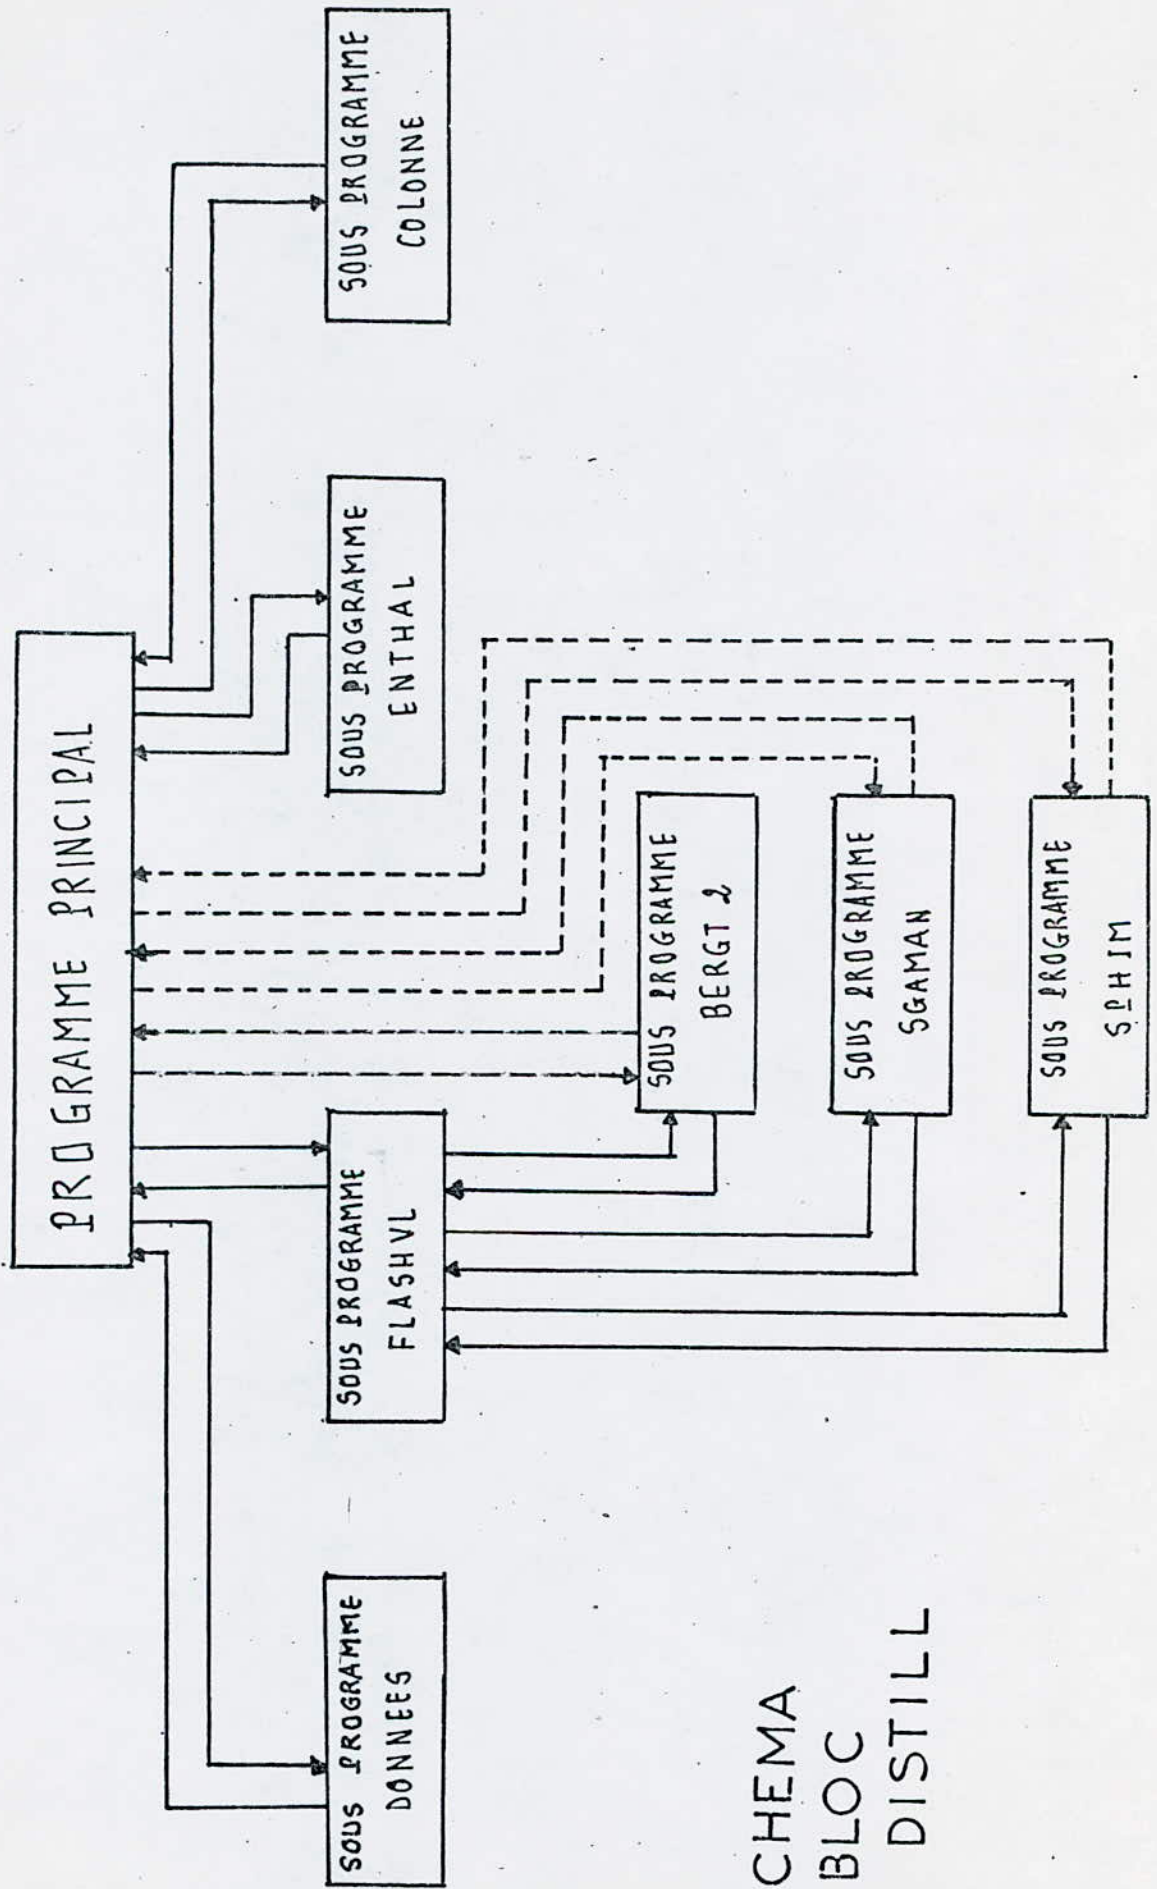 PROGRAMME PRINCIPAL
SOUS PROGRAMME
DONNEES
SOUS PROGRAMME
FLASHVL
SOUS PROGRAMME
ENTHAL
SOUS PROGRAMME
COLONNE
SOUS PROGRAMME
BERGT 2
SOUS PROGRAMME
SGAMAN
SOUS PROGRAMME
SPHIM
CHEMA
BLOC
DISTILL